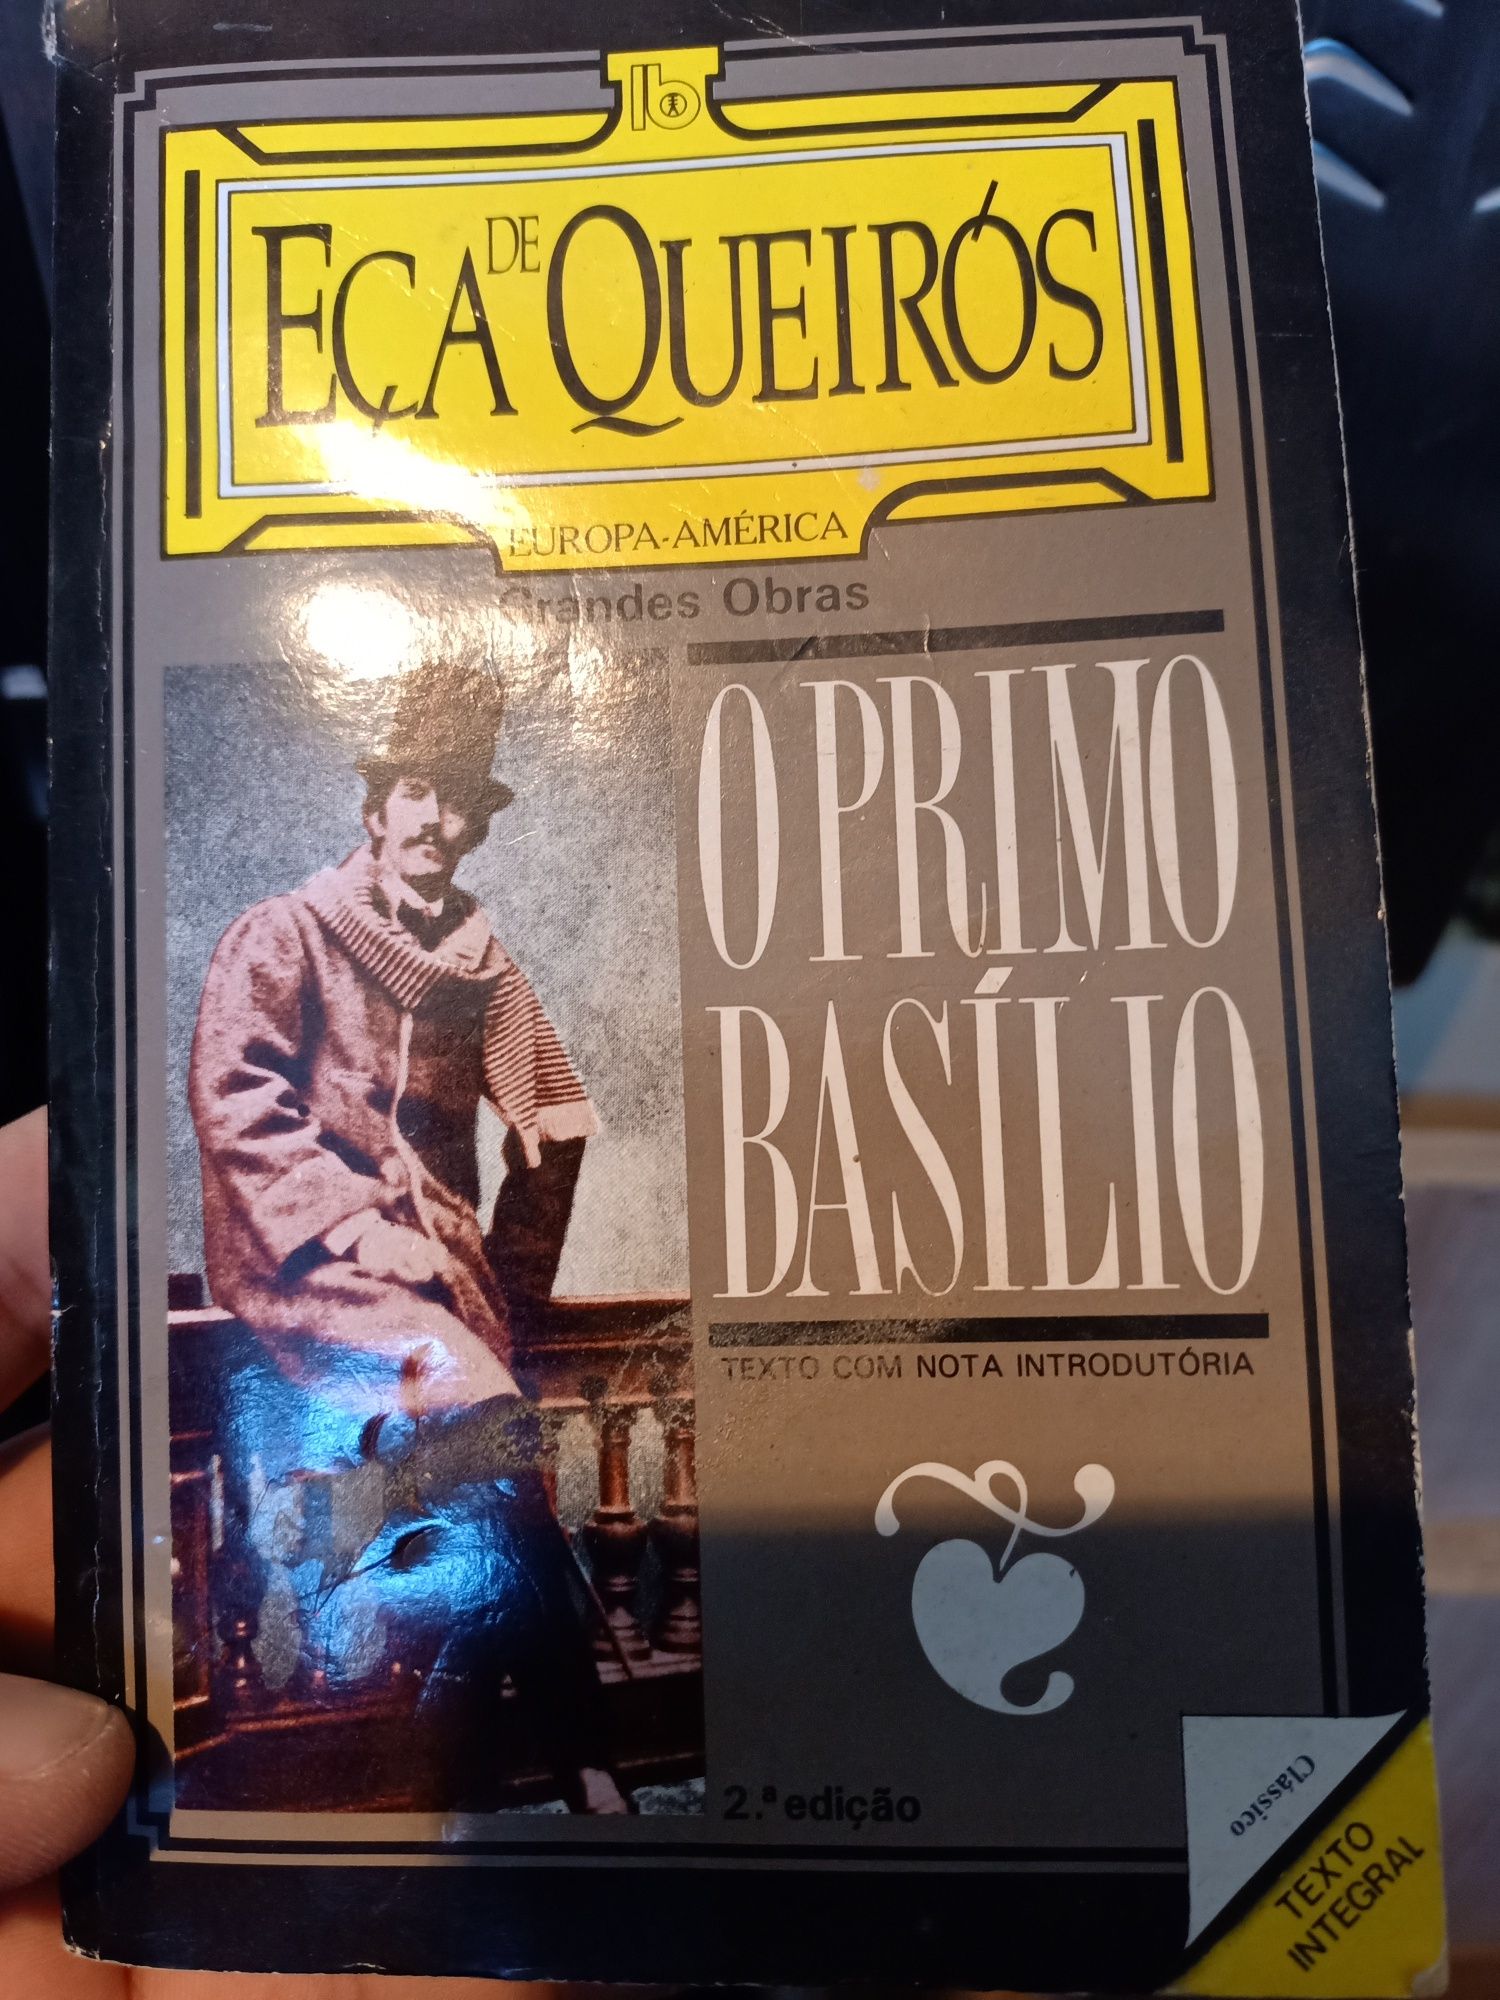 lb
EÇA DE QUEIRÓS
EUROPA-AMÉRICA
Grandes Obras
O PRIMO
BASÍLIO
TEXTO COM NOTA INTRODUTÓRIA
2.ª edição
Clássico
TEXTO
INTEGRAL